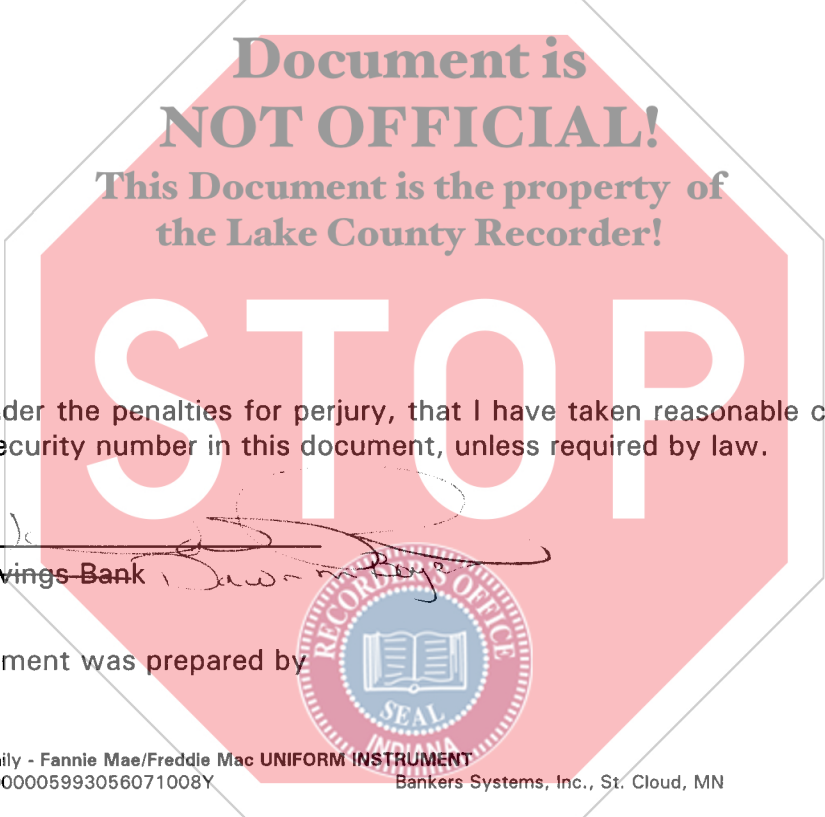 Document is
NOT OFFICIAL!
This Document is the property of
the Lake County Recorder!
STOP
der the penalties for perjury, that I have taken reasonable c
ecurity number in this document, unless required by law.
vings Bank Dawn m
ment was prepared by
RECORDER'S OFFICE
SEAL
INDIANA
ily - Fannie Mae/Freddie Mac UNIFORM INSTRUMENT
00005993056071008Y Bankers Systems, Inc., St. Cloud, MN